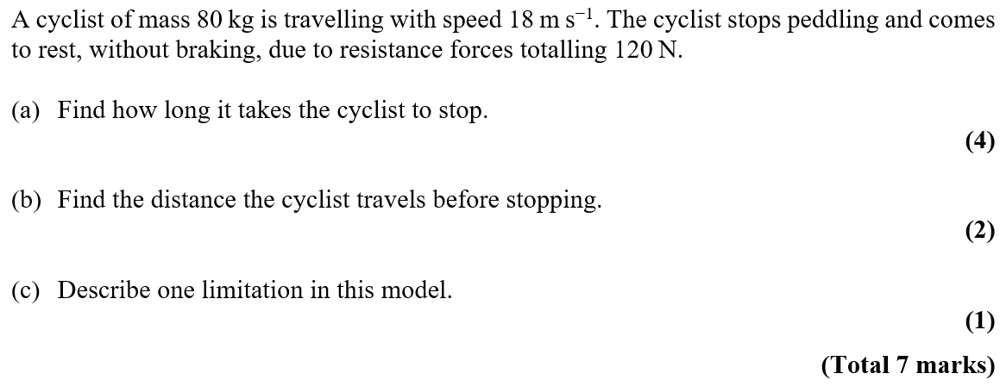 A cyclist of mass 80 kg is travelling with speed 18 m s⁻¹. The cyclist stops peddling and comes
to rest, without braking, due to resistance forces totalling 120 N.
(a) Find how long it takes the cyclist to stop.
(4)
(b) Find the distance the cyclist travels before stopping.
(2)
(c) Describe one limitation in this model.
(1)
(Total 7 marks)